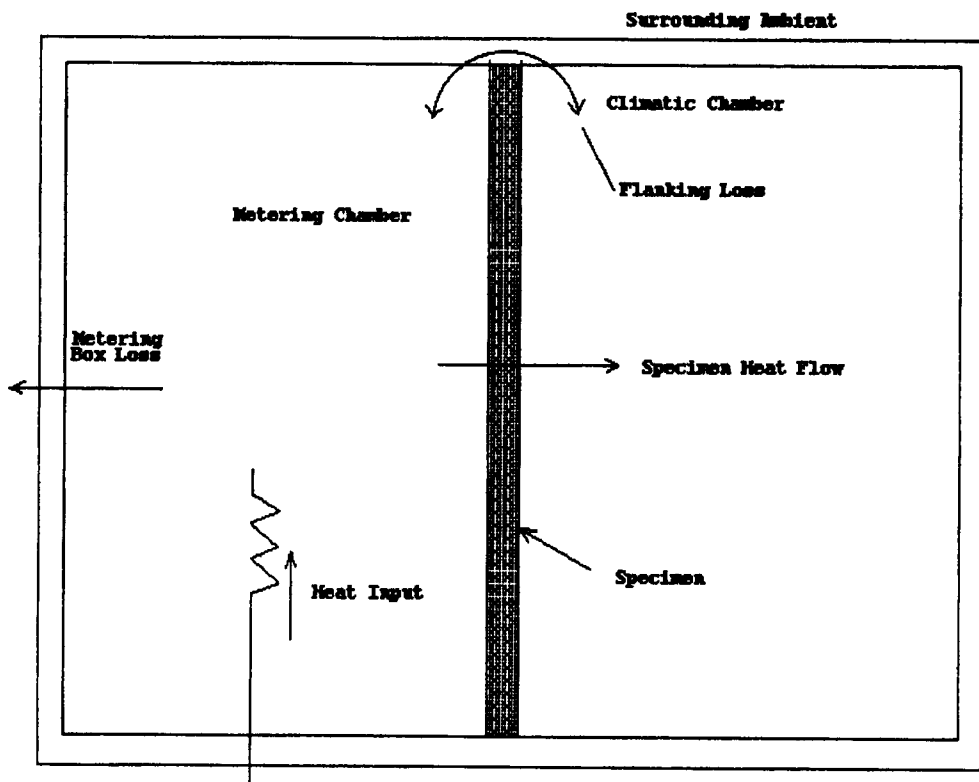 Surrounding Ambient
Climatic Chamber
Flanking Loss
Metering Chamber
Metering
Box Loss
Specimen Heat Flow
Specimen
Heat Input